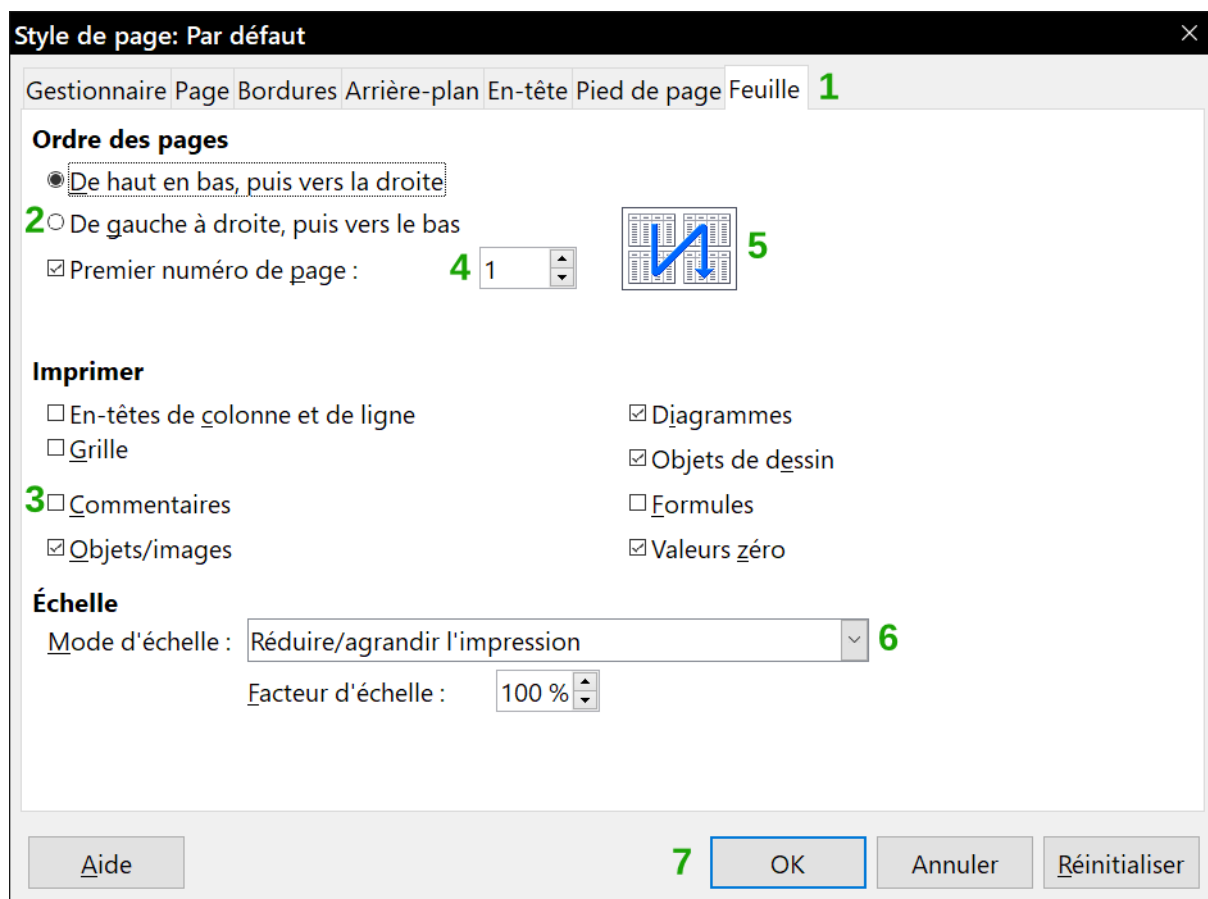 Style de page: Par défaut
Gestionnaire Page Bordures Arrière-plan En-tête Pied de page Feuille 1
Ordre des pages
De haut en bas, puis vers la droite
2 De gauche à droite, puis vers le bas
5
Premier numéro de page : 4 1
Imprimer
En-têtes de colonne et de ligne Diagrammes
Grille
Objets de dessin
3 Commentaires Formules
Objets/images Valeurs zéro
Échelle
Mode d'échelle : Réduire/agrandir l'impression 6
Facteur d'échelle : 100 %
Aide 7 OK Annuler Réinitialiser